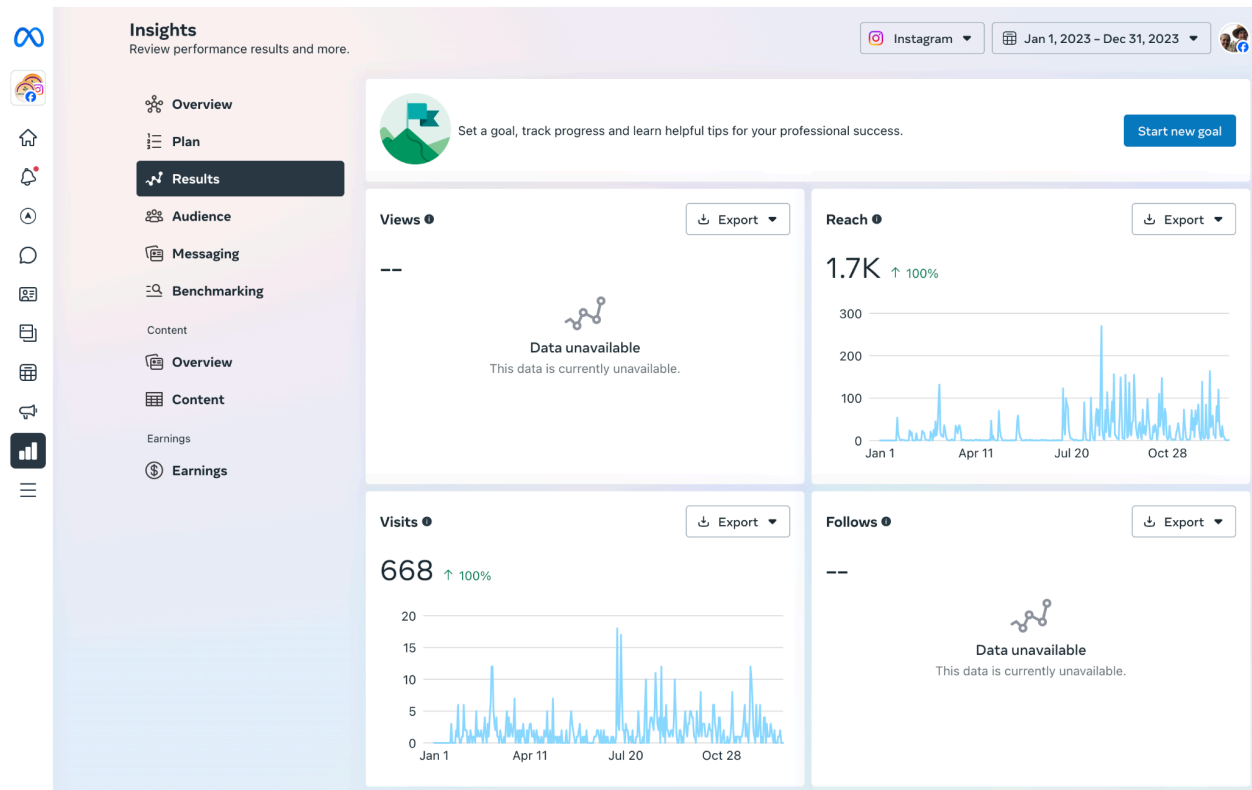 Insights
Review performance results and more.
Instagram
Jan 1, 2023 – Dec 31, 2023
Overview
Plan
Results
Audience
Messaging
Benchmarking
Content
Overview
Content
Earnings
Earnings
Set a goal, track progress and learn helpful tips for your professional success.
Start new goal
Views
Export
--
Data unavailable
This data is currently unavailable.
Reach
Export
1.7K ↑ 100%
300
200
100
0
Jan 1 Apr 11 Jul 20 Oct 28
Visits
Export
668 ↑ 100%
20
15
10
5
0
Jan 1 Apr 11 Jul 20 Oct 28
Follows
Export
--
Data unavailable
This data is currently unavailable.